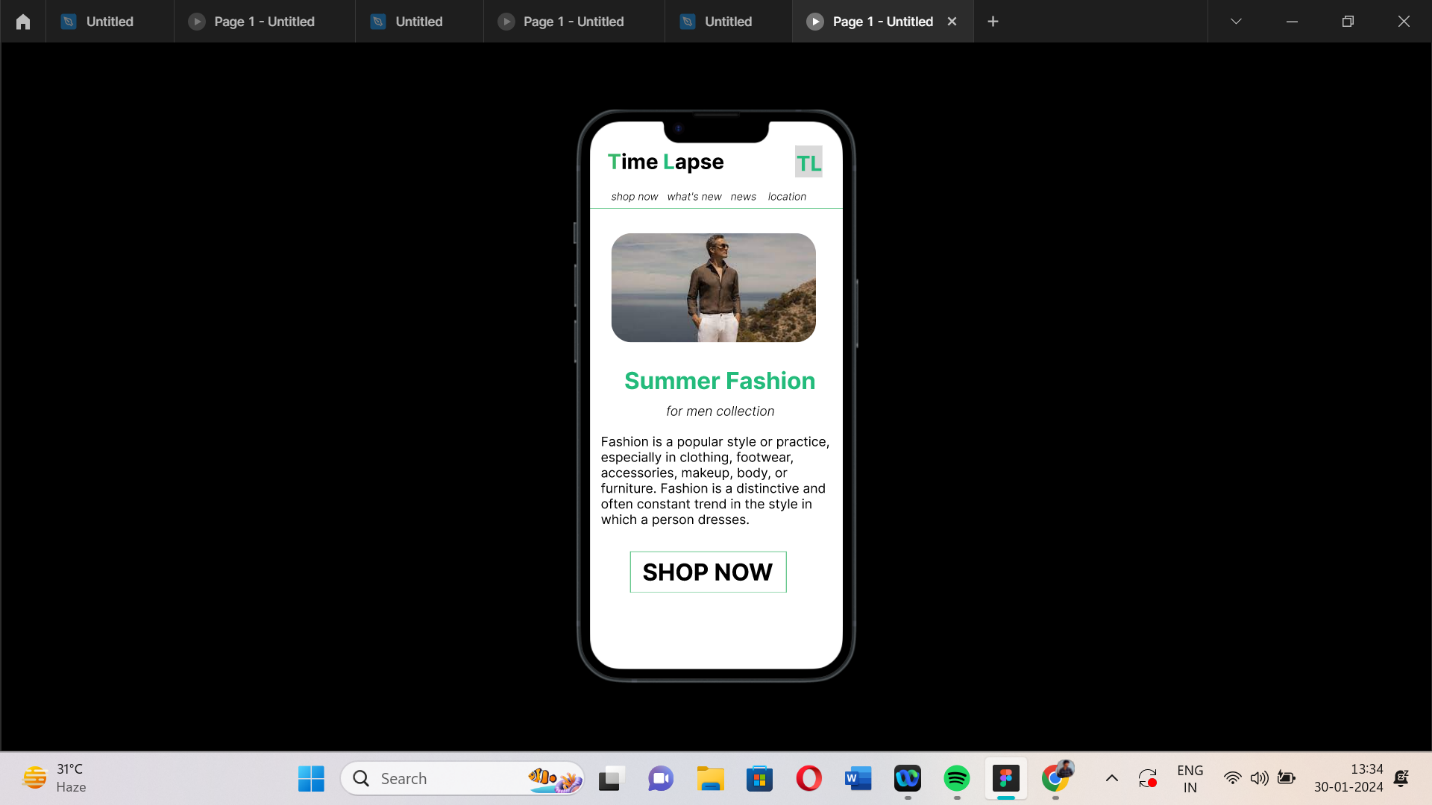 Untitled
Page 1 - Untitled
Untitled
Page 1 - Untitled
Untitled
Page 1 - Untitled
Time Lapse
TL
shop now what's new news location
Summer Fashion
for men collection
Fashion is a popular style or practice,
especially in clothing, footwear,
accessories, makeup, body, or
furniture. Fashion is a distinctive and
often constant trend in the style in
which a person dresses.
SHOP NOW
31°C
Haze
Search
W
ENG
IN
13:34
30-01-2024